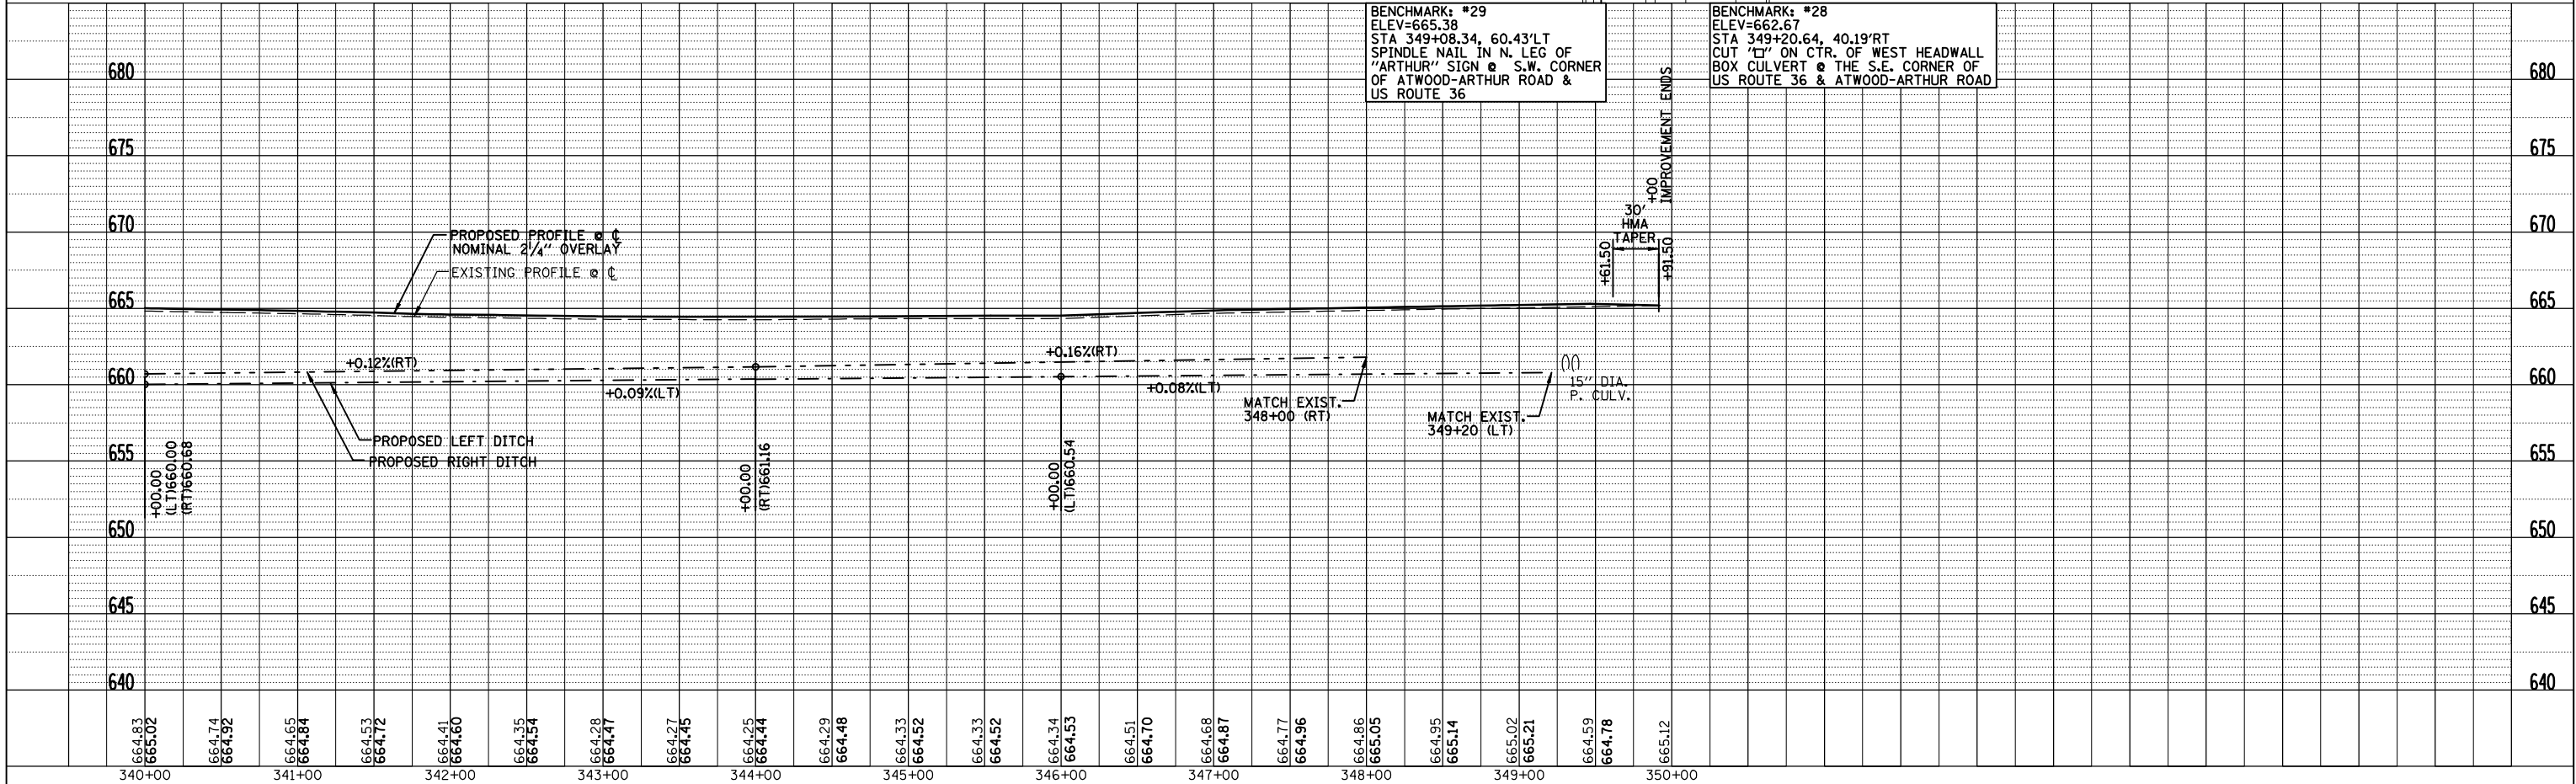 BENCHMARK: #29
ELEV=665.38
STA 349+08.34, 60.43'LT
SPINDLE NAIL IN N. LEG OF
"ARTHUR" SIGN @ S.W. CORNER
OF ATWOOD-ARTHUR ROAD &
US ROUTE 36
BENCHMARK: #28
ELEV=662.67
STA 349+20.64, 40.19'RT
CUT "□" ON CTR. OF WEST HEADWALL
BOX CULVERT @ THE S.E. CORNER OF
US ROUTE 36 & ATWOOD-ARTHUR ROAD
680
680
675
675
670
670
665
665
660
660
655
655
650
650
645
645
640
640
+00
IMPROVEMENT ENDS
30'
HMA
TAPER
+61.50
+91.50
PROPOSED PROFILE @ ℄
NOMINAL 2¼" OVERLAY
EXISTING PROFILE @ ℄
+0.12%(RT)
+0.09%(LT)
+0.16%(RT)
+0.08%(LT)
MATCH EXIST.
348+00 (RT)
MATCH EXIST.
349+20 (LT)
15" DIA.
P. CULV.
PROPOSED LEFT DITCH
PROPOSED RIGHT DITCH
+00.00
(LT)660.00
(RT)660.68
+00.00
(RT)661.16
+00.00
(LT)660.54
664.83
665.02
664.74
664.92
664.65
664.84
664.53
664.72
664.41
664.60
664.35
664.54
664.28
664.47
664.27
664.45
664.25
664.44
664.29
664.48
664.33
664.52
664.33
664.52
664.34
664.53
664.51
664.70
664.68
664.87
664.77
664.96
664.86
665.05
664.95
665.14
665.02
665.21
664.59
664.78
665.12
340+00
341+00
342+00
343+00
344+00
345+00
346+00
347+00
348+00
349+00
350+00